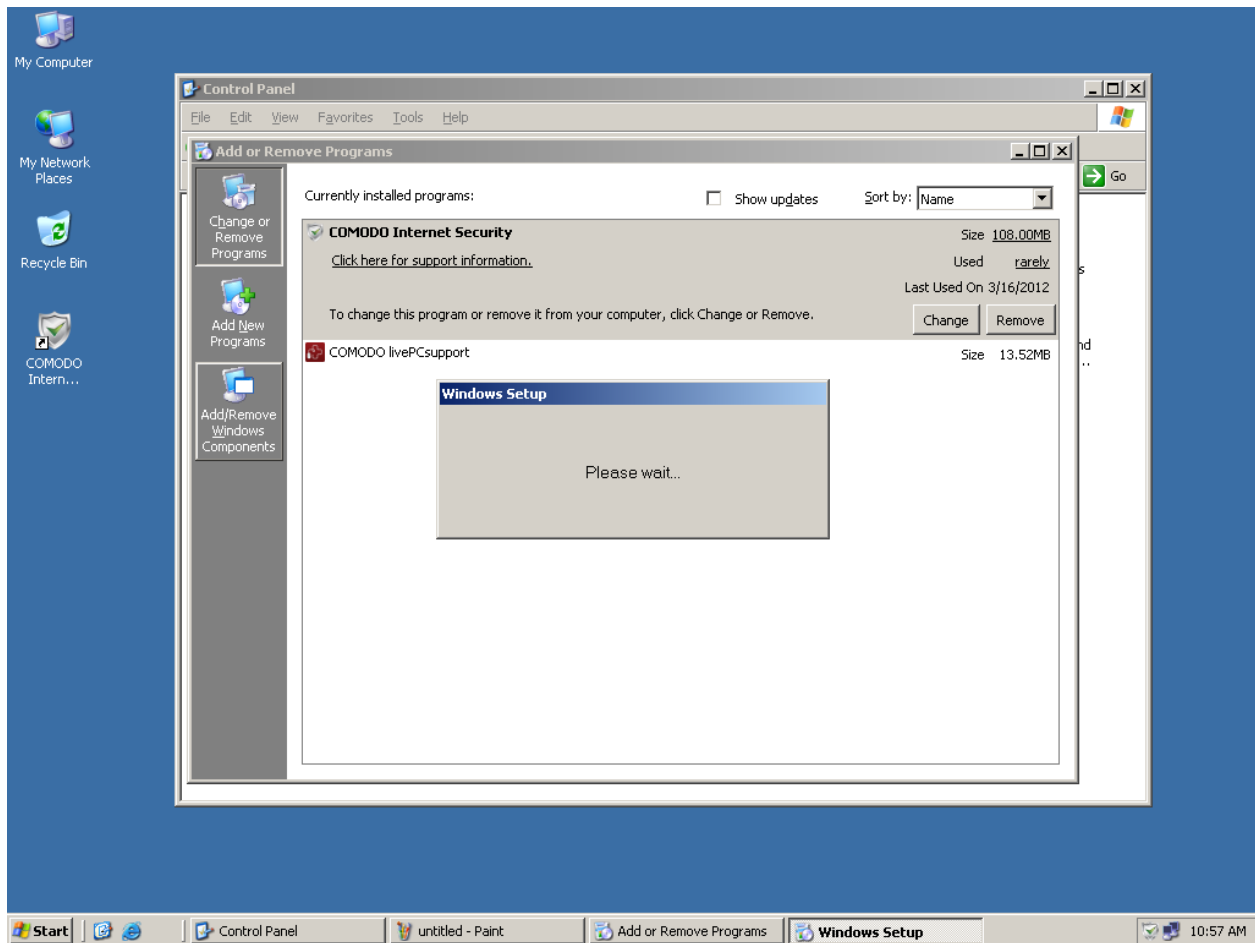 My Computer
My Network
Places
Recycle Bin
COMODO
Intern...
Control Panel
File Edit View Favorites Tools Help
Go
Add or Remove Programs
Change or
Remove
Programs
Add New
Programs
Add/Remove
Windows
Components
Currently installed programs:
Show updates
Sort by: Name
COMODO Internet Security
Size 108.00MB
Click here for support information.
Used rarely
Last Used On 3/16/2012
To change this program or remove it from your computer, click Change or Remove.
Change Remove
COMODO livePCsupport
Size 13.52MB
Windows Setup
Please wait...
Start
Control Panel
untitled - Paint
Add or Remove Programs
Windows Setup
10:57 AM